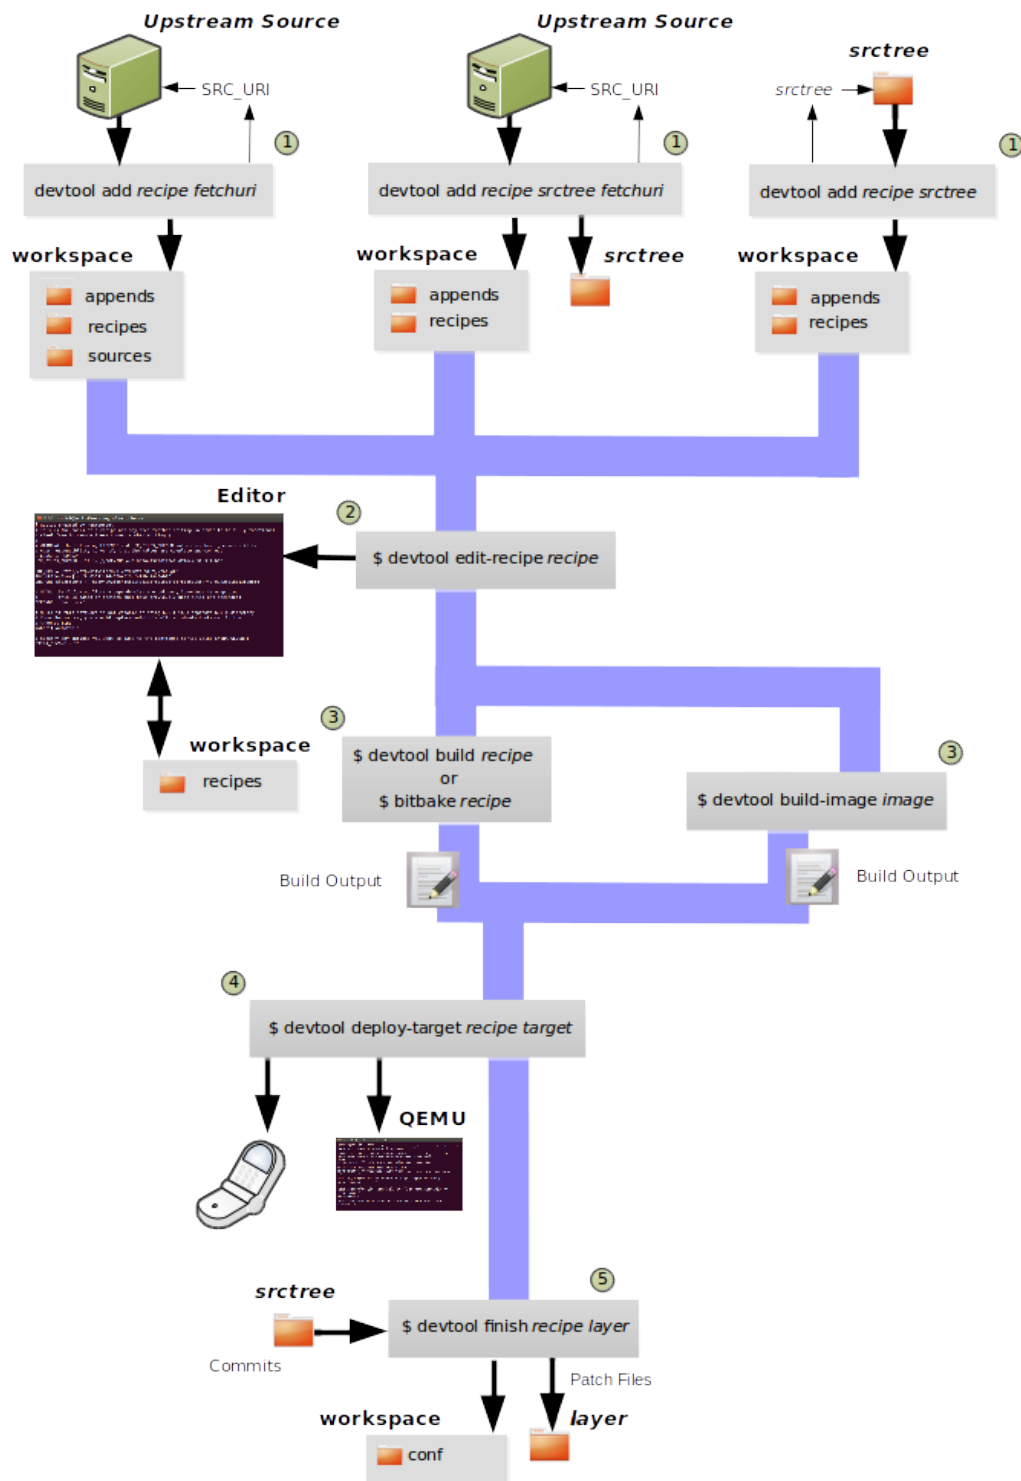 Upstream Source
Upstream Source
srctree
SRC_URI
SRC_URI
srctree
1
1
1
devtool add recipe fetchuri
devtool add recipe srctree fetchuri
devtool add recipe srctree
workspace
workspace
srctree
workspace
appends
recipes
sources
appends
recipes
appends
recipes
Editor
2
$ devtool edit-recipe recipe
3
workspace
recipes
$ devtool build recipe
or
$ bitbake recipe
3
$ devtool build-image image
Build Output
Build Output
4
$ devtool deploy-target recipe target
QEMU
5
srctree
$ devtool finish recipe layer
Commits
Patch Files
workspace
layer
conf